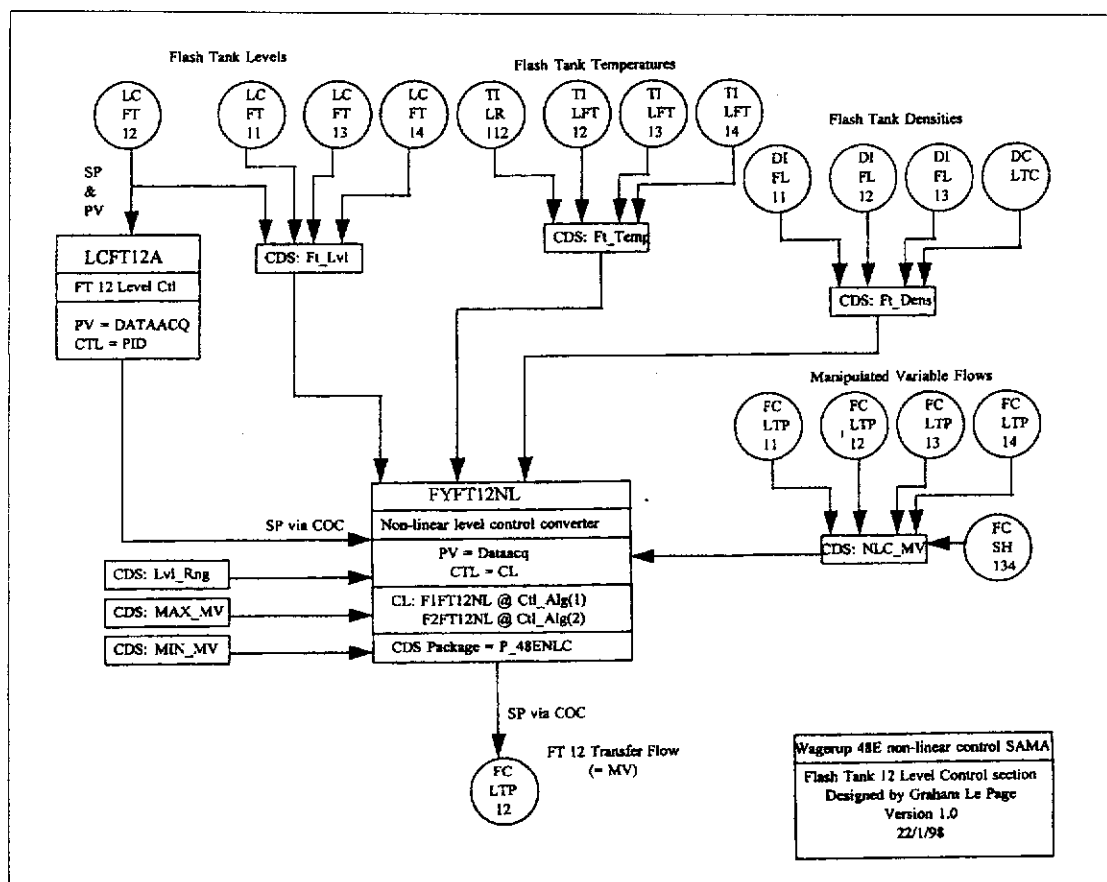 Flash Tank Levels
LC
FT
12
LC
FT
11
LC
FT
13
LC
FT
14
Flash Tank Temperatures
TI
LR
112
TI
LFT
12
TI
LFT
13
TI
LFT
14
Flash Tank Densities
DI
FL
11
DI
FL
12
DI
FL
13
DC
LTC
SP
&
PV
LCFT12A
FT 12 Level Ctl
PV = DATAACQ
CTL = PID
CDS: Ft_Lvl
CDS: Ft_Temp
CDS: Ft_Dens
Manipulated Variable Flows
FC
LTP
11
FC
LTP
12
FC
LTP
13
FC
LTP
14
FC
SH
134
CDS: NLC_MV
SP via COC
CDS: Lvl_Rng
CDS: MAX_MV
CDS: MIN_MV
FYFT12NL
Non-linear level control converter
PV = Dataacq
CTL = CL
CL: F1FT12NL @ Ctl_Alg(1)
F2FT12NL @ Ctl_Alg(2)
CDS Package = P_48ENLC
SP via COC
FT 12 Transfer Flow
(= MV)
FC
LTP
12
Wagerup 48E non-linear control SAMA
Flash Tank 12 Level Control section
Designed by Graham Le Page
Version 1.0
22/1/98